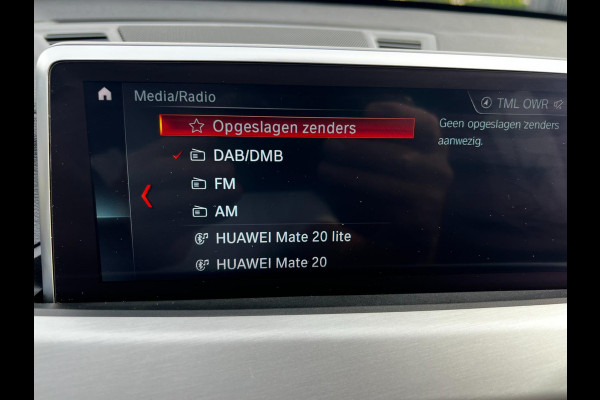 Media/Radio
TML OWR
Opgeslagen zenders
Geen opgeslagen zenders
aanwezig.
DAB/DMB
FM
AM
HUAWEI Mate 20 lite
HUAWEI Mate 20